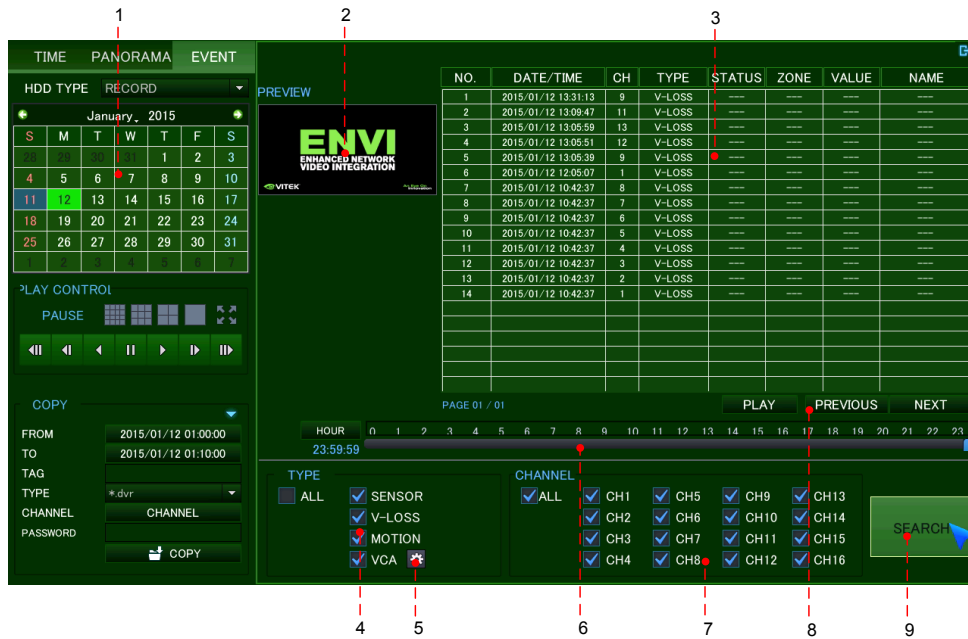 1 2 3
TIME PANORAMA EVENT
HDD TYPE RECORD
January 2015
S M T W T F S
28 29 30 31 1 2 3
4 5 6 7 8 9 10
11 12 13 14 15 16 17
18 19 20 21 22 23 24
25 26 27 28 29 30 31
1 2 3 4 5 6 7
PLAY CONTROL
PAUSE
COPY
FROM 2015/01/12 01:00:00
TO 2015/01/12 01:10:00
TAG
TYPE *.dvr
CHANNEL CHANNEL
PASSWORD
COPY
PREVIEW
ENVI
ENHANCED NETWORK
VIDEO INTEGRATION
VITEK
NO. DATE/TIME CH TYPE STATUS ZONE VALUE NAME
1 2015/01/12 13:31:13 9 V-LOSS --- --- --- ---
2 2015/01/12 13:09:47 11 V-LOSS --- --- --- ---
3 2015/01/12 13:05:59 13 V-LOSS --- --- --- ---
4 2015/01/12 13:05:51 12 V-LOSS --- --- --- ---
5 2015/01/12 13:05:39 9 V-LOSS --- --- --- ---
6 2015/01/12 12:05:07 1 V-LOSS --- --- --- ---
7 2015/01/12 10:42:37 8 V-LOSS --- --- --- ---
8 2015/01/12 10:42:37 7 V-LOSS --- --- --- ---
9 2015/01/12 10:42:37 6 V-LOSS --- --- --- ---
10 2015/01/12 10:42:37 5 V-LOSS --- --- --- ---
11 2015/01/12 10:42:37 4 V-LOSS --- --- --- ---
12 2015/01/12 10:42:37 3 V-LOSS --- --- --- ---
13 2015/01/12 10:42:37 2 V-LOSS --- --- --- ---
14 2015/01/12 10:42:37 1 V-LOSS --- --- --- ---
PAGE 01 / 01 PLAY PREVIOUS NEXT
HOUR 0 1 2 3 4 5 6 7 8 9 10 11 12 13 14 15 16 17 18 19 20 21 22 23
23:59:59
TYPE
ALL SENSOR
V-LOSS
MOTION
VCA
CHANNEL
ALL CH1 CH5 CH9 CH13
CH2 CH6 CH10 CH14
CH3 CH7 CH11 CH15
CH4 CH8 CH12 CH16
SEARCH
4 5 6 7 8 9